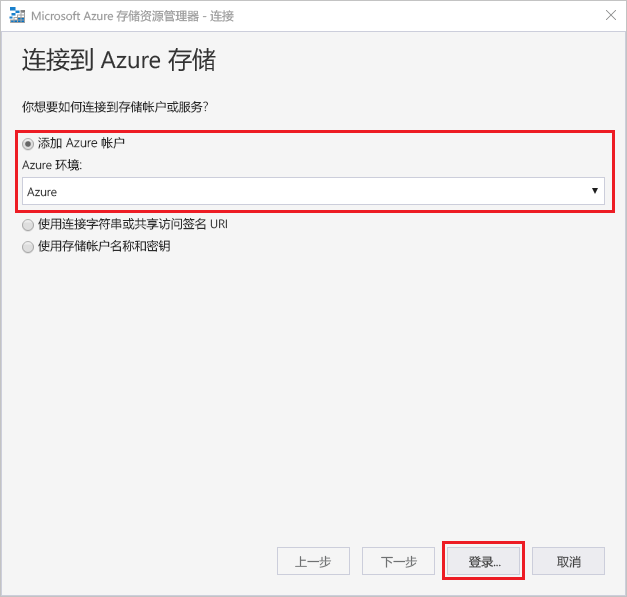 Microsoft Azure 存储资源管理器 - 连接
连接到 Azure 存储
你想要如何连接到存储帐户或服务?
添加 Azure 帐户
Azure 环境:
Azure
使用连接字符串或共享访问签名 URI
使用存储帐户名称和密钥
上一步 下一步 登录... 取消